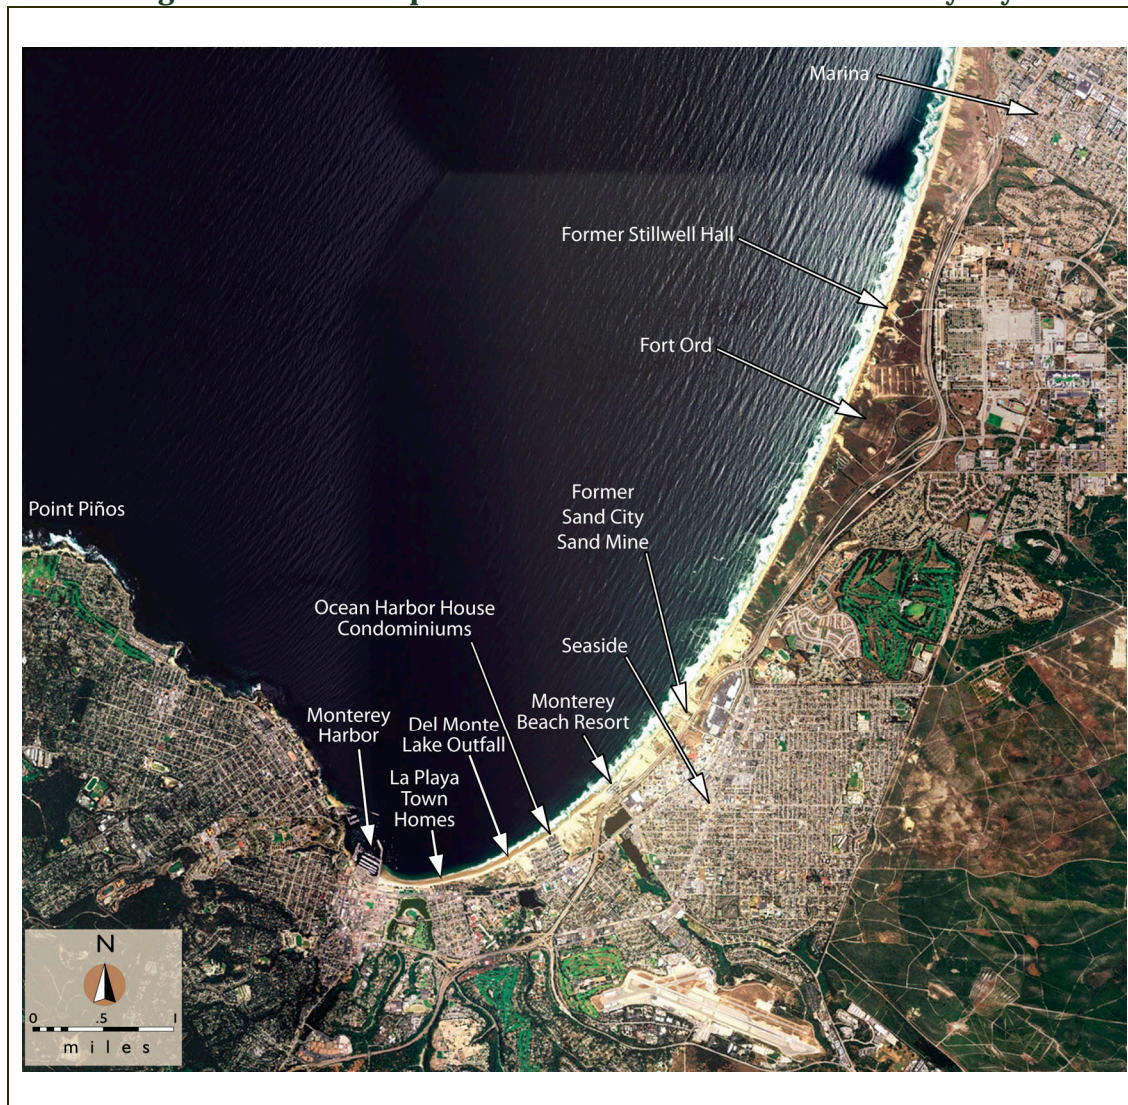 Marina
Former Stillwell Hall
Fort Ord
Former
Sand City
Sand Mine
Point Piños
Ocean Harbor House
Condominiums
Seaside
Monterey
Beach Resort
Monterey
Harbor
Del Monte
Lake Outfall
La Playa
Town
Homes
N
0 .5 1
miles